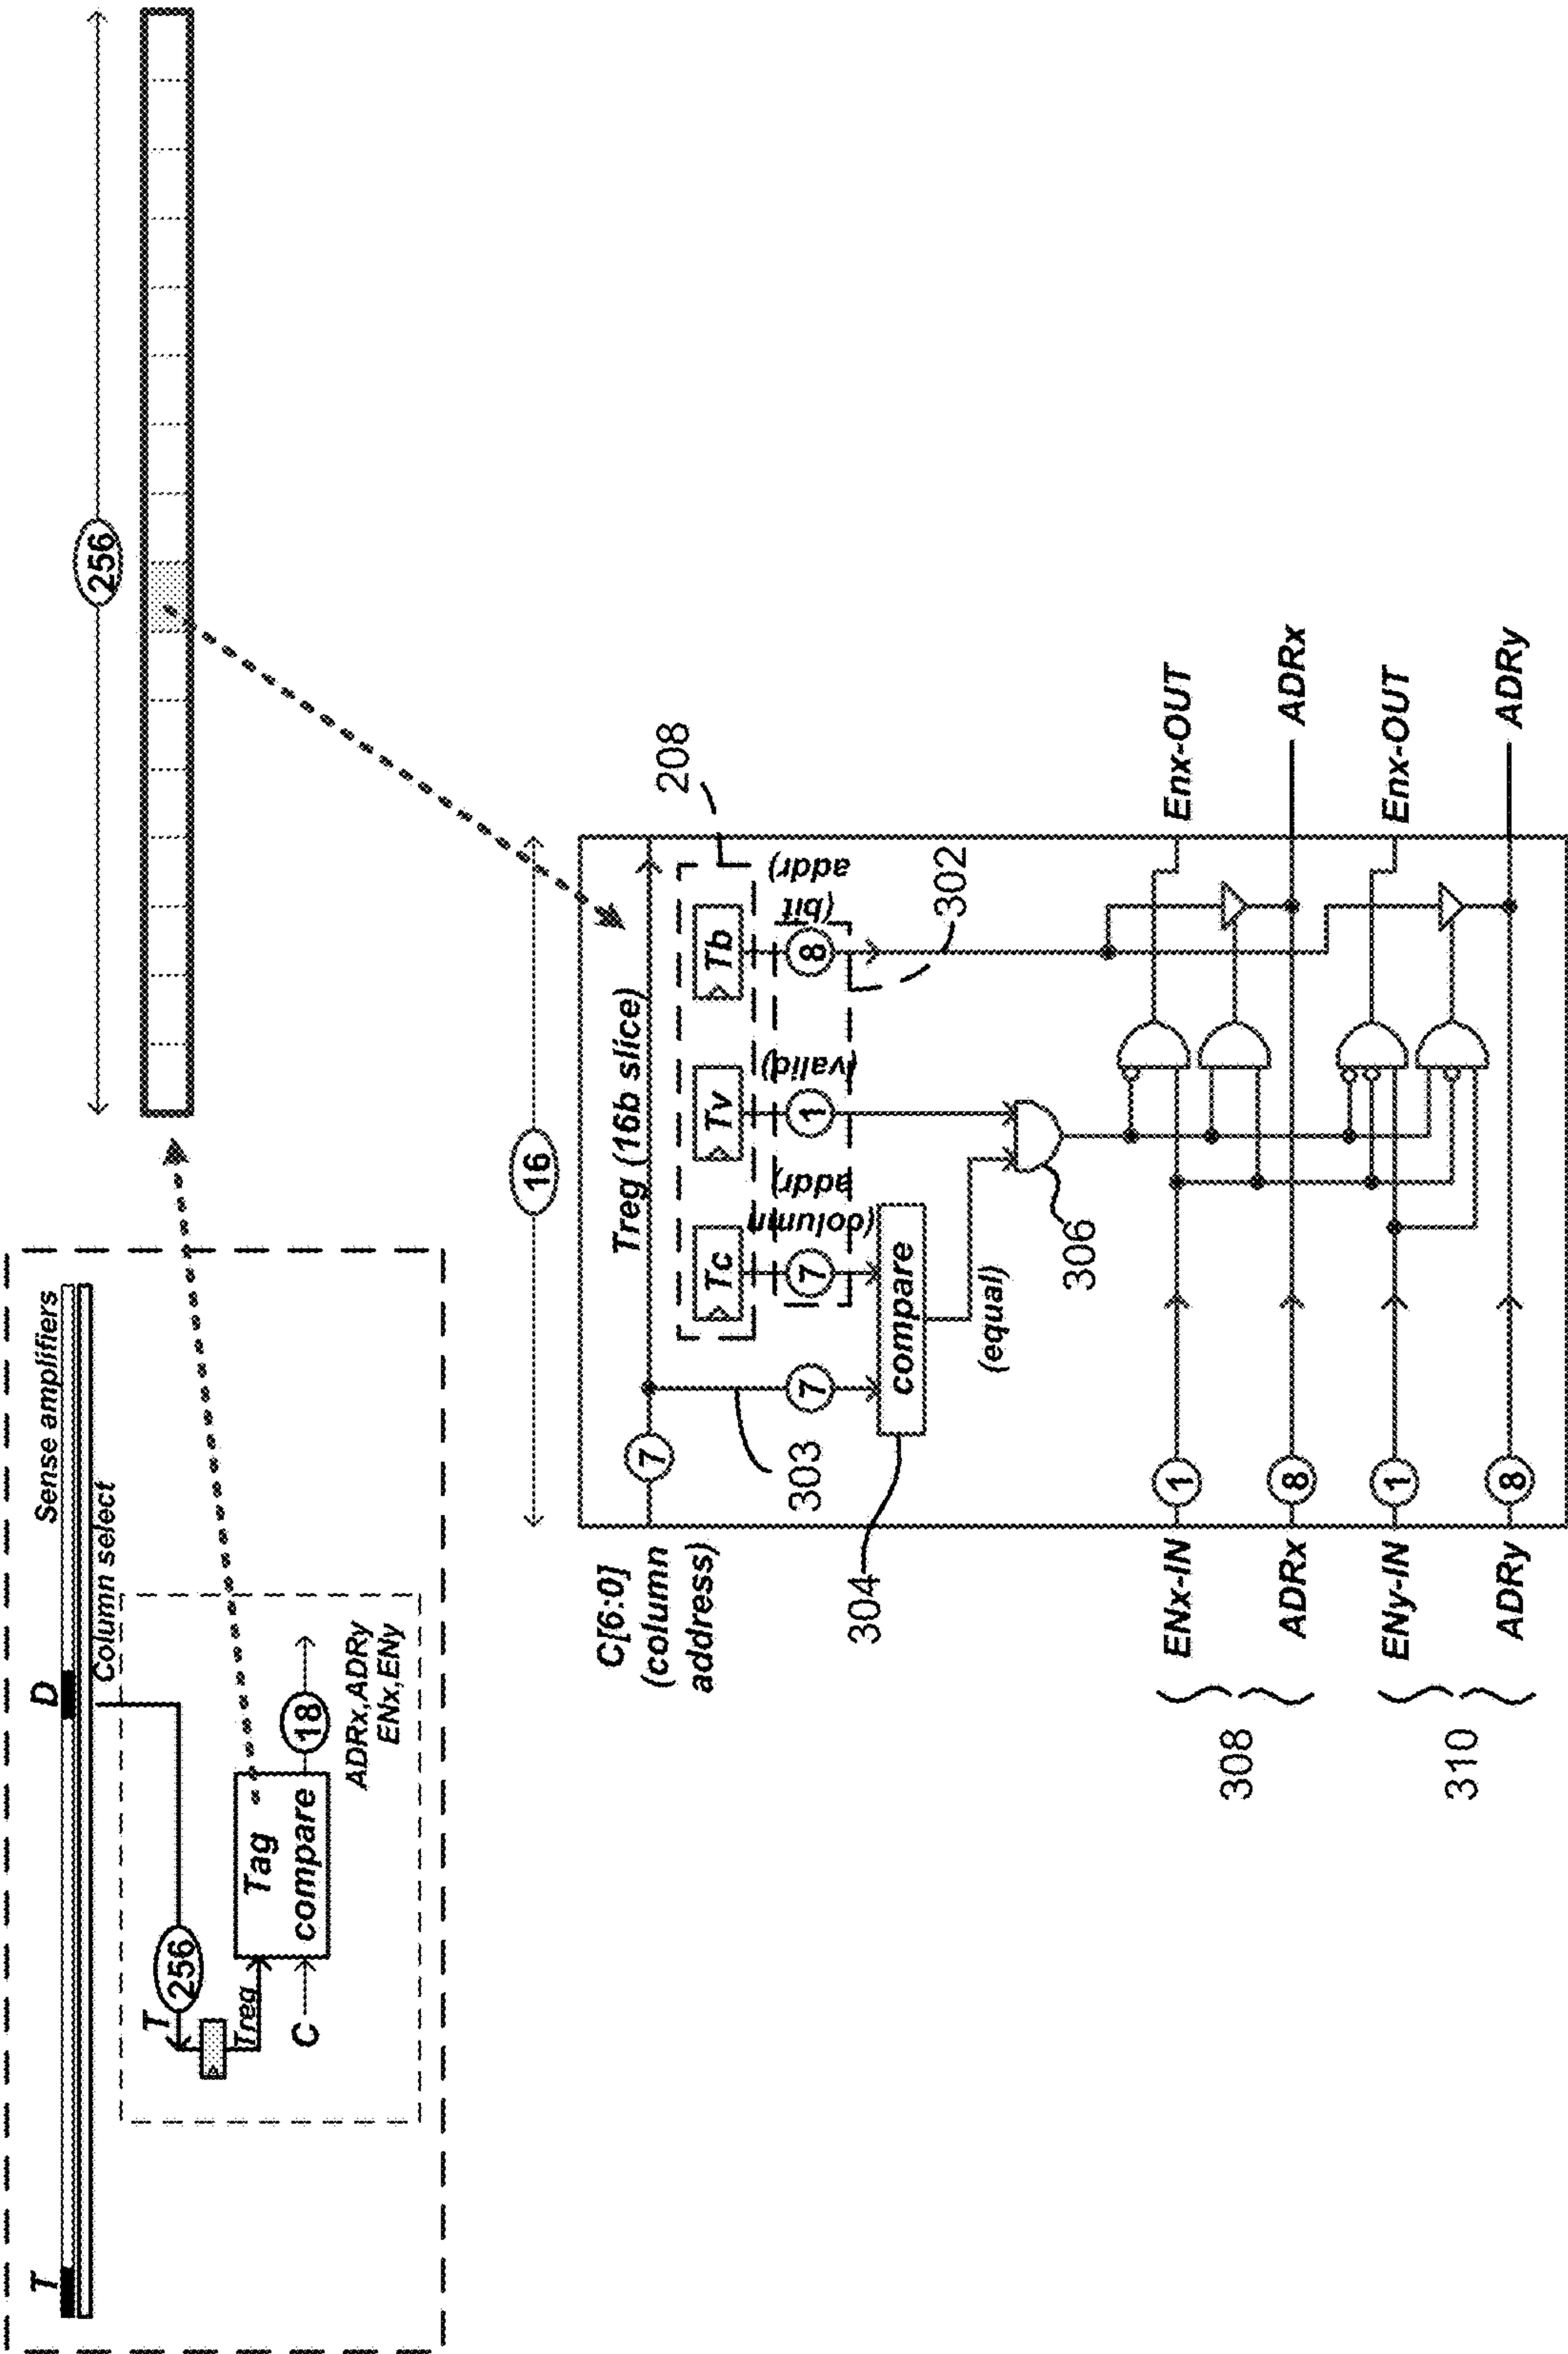 T
D
Sense amplifiers
Column select
T
256
Treg
C
Tag
compare
18
ADRx,ADRy
ENx,ENy
256
16
C[6:0]
(column
address)
7
Treg (16b slice)
208
Tc
Tv
Tb
7
7
(column
addr)
1
(valid)
8
(bit
addr)
302
303
304
compare
(equal)
306
ENx-IN
1
Enx-OUT
ADRx
8
ADRx
308
ENy-IN
1
Enx-OUT
ADRy
8
ADRy
310